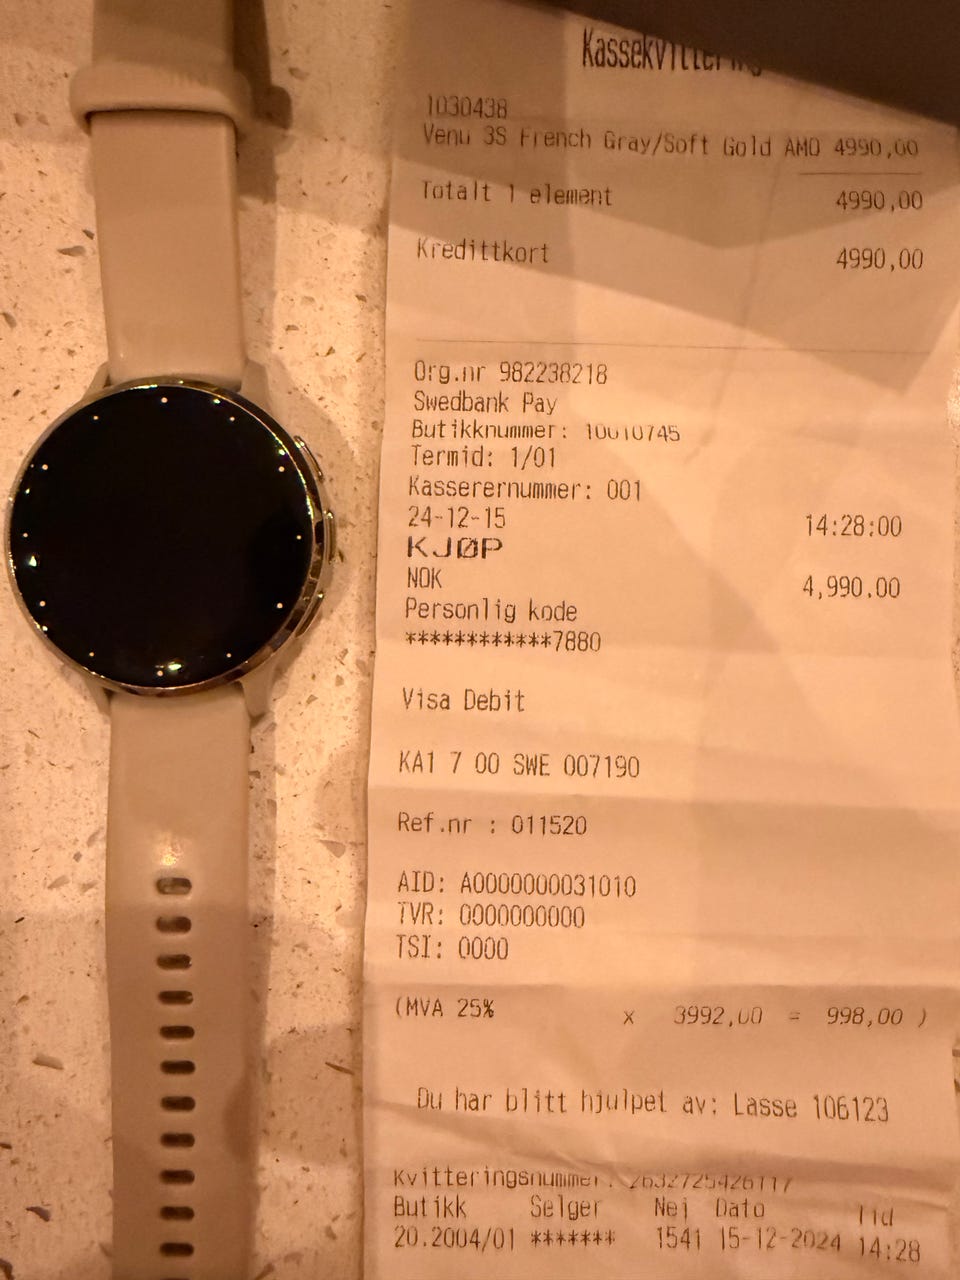 Kassekvittering
1030438
Venu 3S French Gray/Soft Gold AMO 4990,00
Totalt 1 element 4990,00
Kredittkort 4990,00
Org.nr 982238218
Swedbank Pay
Butikknummer: 10010745
Termid: 1/01
Kasserernummer: 001
24-12-15 14:28:00
KJØP
NOK 4,990.00
Personlig kode
************7880
Visa Debit
KA1 7 00 SWE 007190
Ref.nr : 011520
AID: A0000000031010
TVR: 0000000000
TSI: 0000
(MVA 25% x 3992,00 = 998,00 )
Du har blitt hjulpet av: Lasse 106123
Kvitteringsnummer:
Butikk Selger Nei Dato Tid
20.2004/01 ******* 1541 15-12-2024 14:28